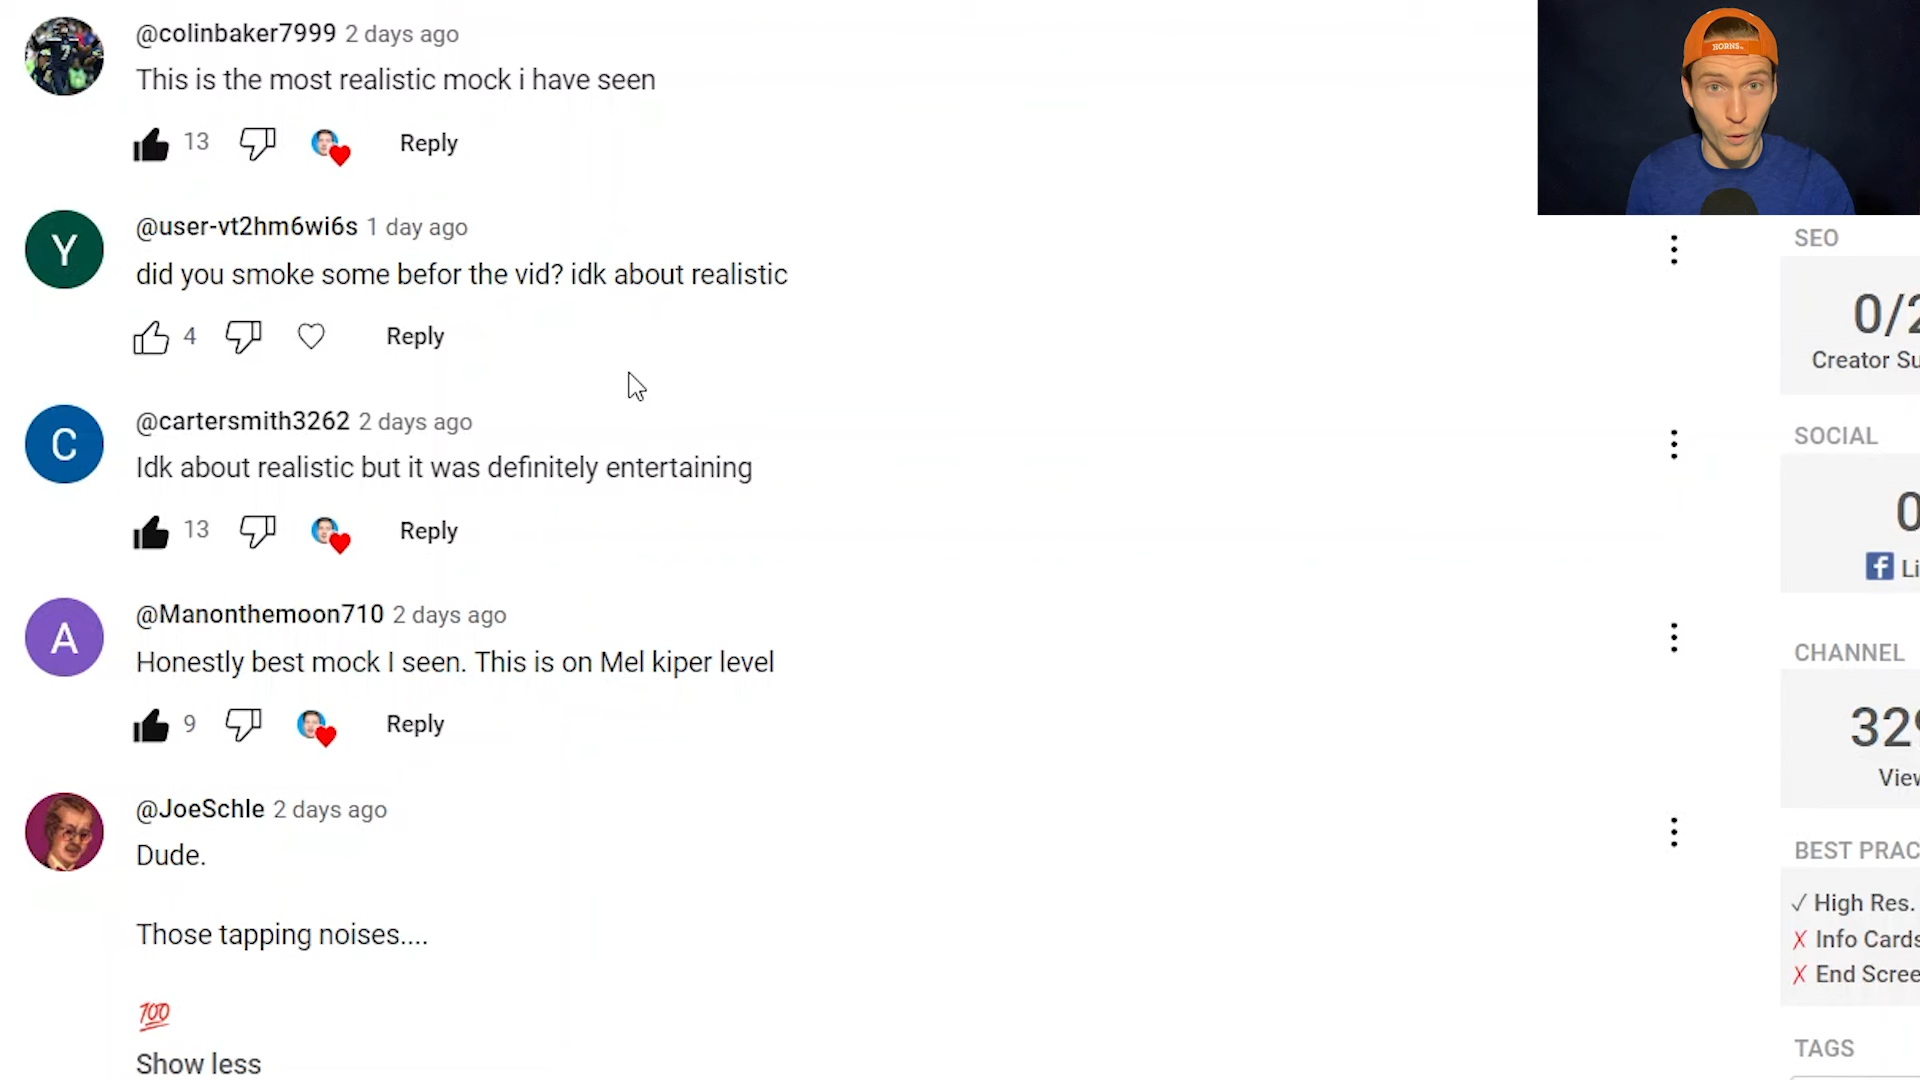 @colinbaker7999 2 days ago
This is the most realistic mock i have seen
13 Reply
HORNS
Y
@user-vt2hm6wi6s 1 day ago
did you smoke some befor the vid? idk about realistic
4 Reply
C
@cartersmith3262 2 days ago
Idk about realistic but it was definitely entertaining
13 Reply
A
@Manonthemoon710 2 days ago
Honestly best mock I seen. This is on Mel kiper level
9 Reply
@JoeSchle 2 days ago
Dude.
Those tapping noises....
💯
Show less
SEO
0/2
Creator Su
SOCIAL
0
Li
CHANNEL
329
View
BEST PRAC
✓ High Res.
✗ Info Cards
✗ End Scree
TAGS